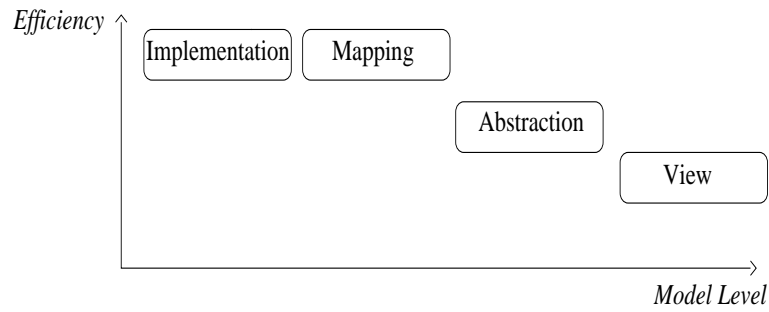 Efficiency
Implementation
Mapping
Abstraction
View
Model Level